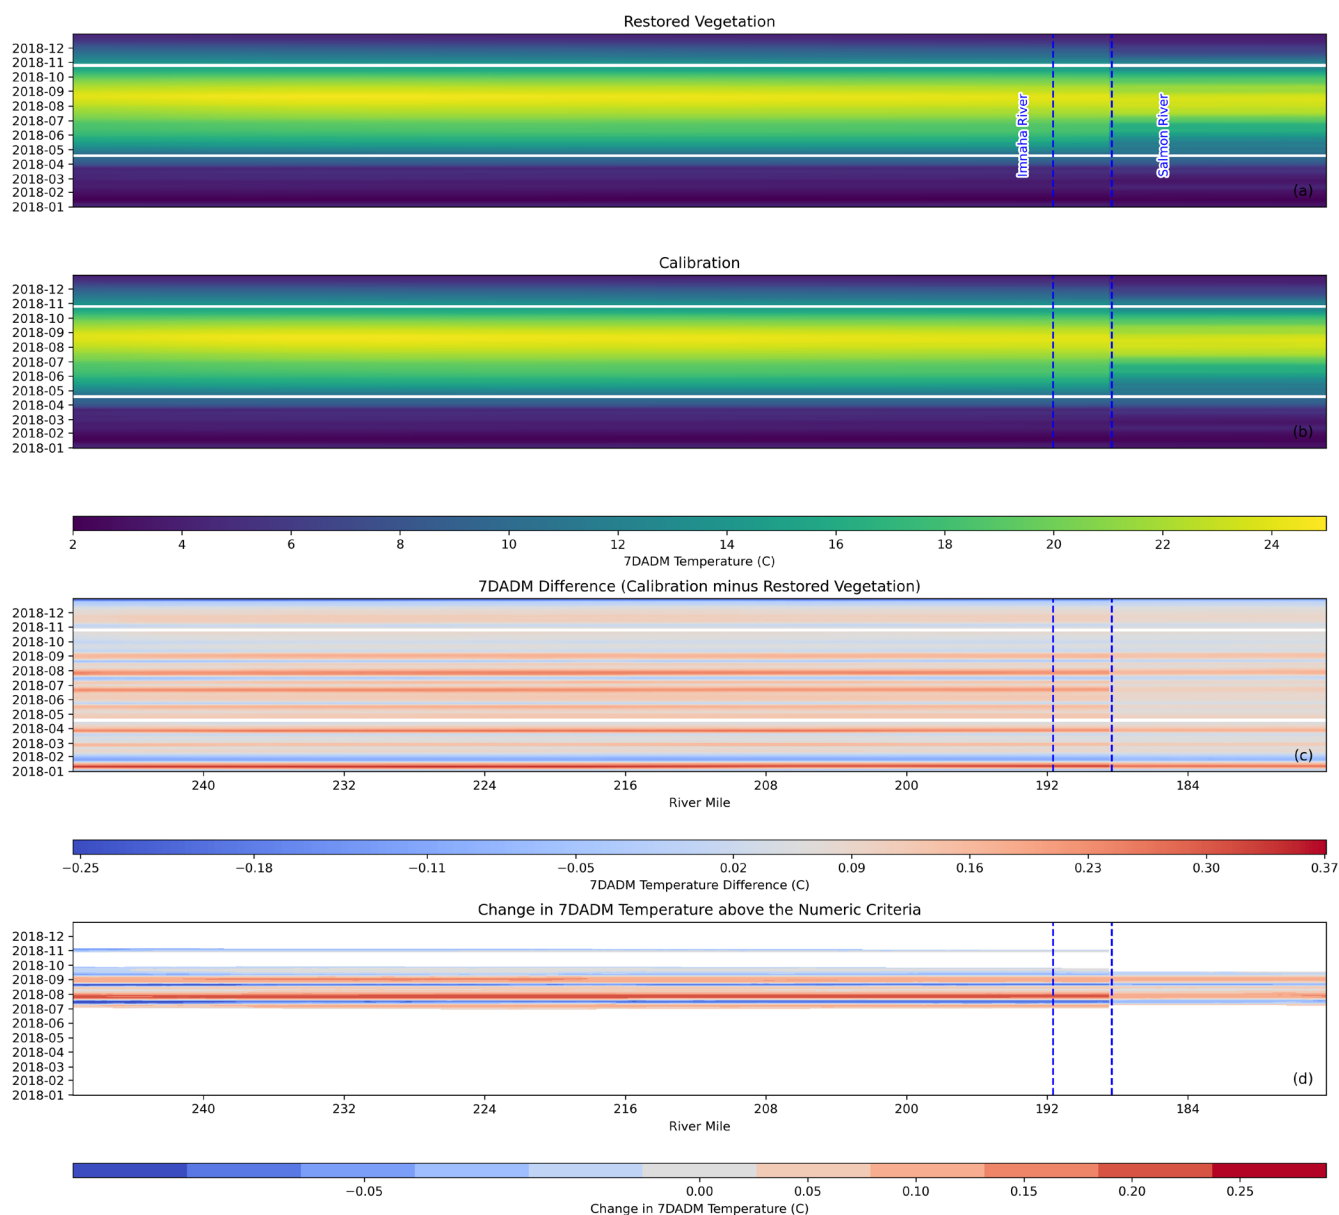 Restored Vegetation
2018-12
2018-11
2018-10
2018-09
2018-08
2018-07
2018-06
2018-05
2018-04
2018-03
2018-02
2018-01
Imnaha River
Salmon River
(a)
Calibration
2018-12
2018-11
2018-10
2018-09
2018-08
2018-07
2018-06
2018-05
2018-04
2018-03
2018-02
2018-01
(b)
2 4 6 8 10 12 14 16 18 20 22 24
7DADM Temperature (C)
7DADM Difference (Calibration minus Restored Vegetation)
2018-12
2018-11
2018-10
2018-09
2018-08
2018-07
2018-06
2018-05
2018-04
2018-03
2018-02
2018-01
(c)
240 232 224 216 208 200 192 184
River Mile
−0.25 −0.18 −0.11 −0.05 0.02 0.09 0.16 0.23 0.30 0.37
7DADM Temperature Difference (C)
Change in 7DADM Temperature above the Numeric Criteria
2018-12
2018-11
2018-10
2018-09
2018-08
2018-07
2018-06
2018-05
2018-04
2018-03
2018-02
2018-01
(d)
240 232 224 216 208 200 192 184
River Mile
−0.05 0.00 0.05 0.10 0.15 0.20 0.25
Change in 7DADM Temperature (C)